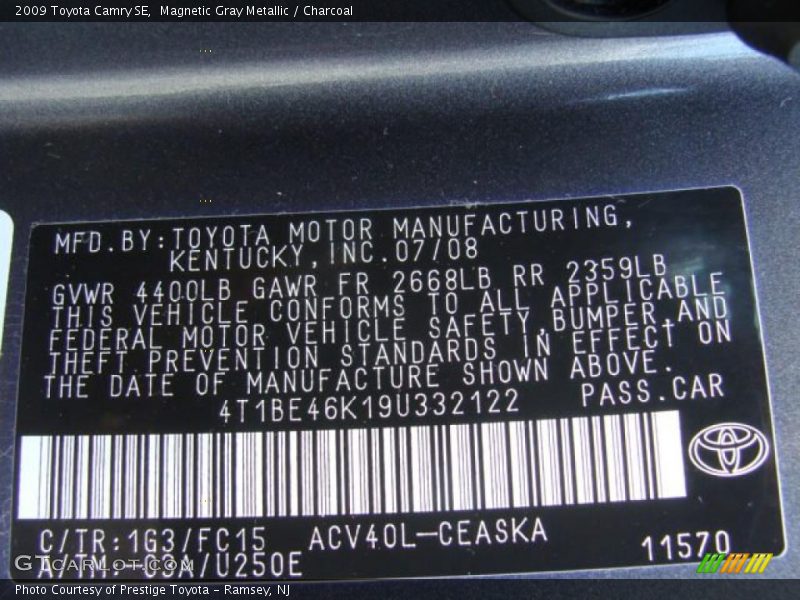 2009 Toyota Camry SE, Magnetic Gray Metallic / Charcoal
MFD.BY:TOYOTA MOTOR MANUFACTURING,
KENTUCKY,INC.07/08
GVWR 4400LB GAWR FR 2668LB RR 2359LB
THIS VEHICLE CONFORMS TO ALL APPLICABLE
FEDERAL MOTOR VEHICLE SAFETY,BUMPER,AND
THEFT PREVENTION STANDARDS IN EFFECT ON
THE DATE OF MANUFACTURE SHOWN ABOVE.
4T1BE46K19U332122 PASS.CAR
C/TR:1G3/FC15 ACV40L-CEASKA
A/TM:-03A/U250E 11570
GTCarLot.com
Photo Courtesy of Prestige Toyota - Ramsey, NJ